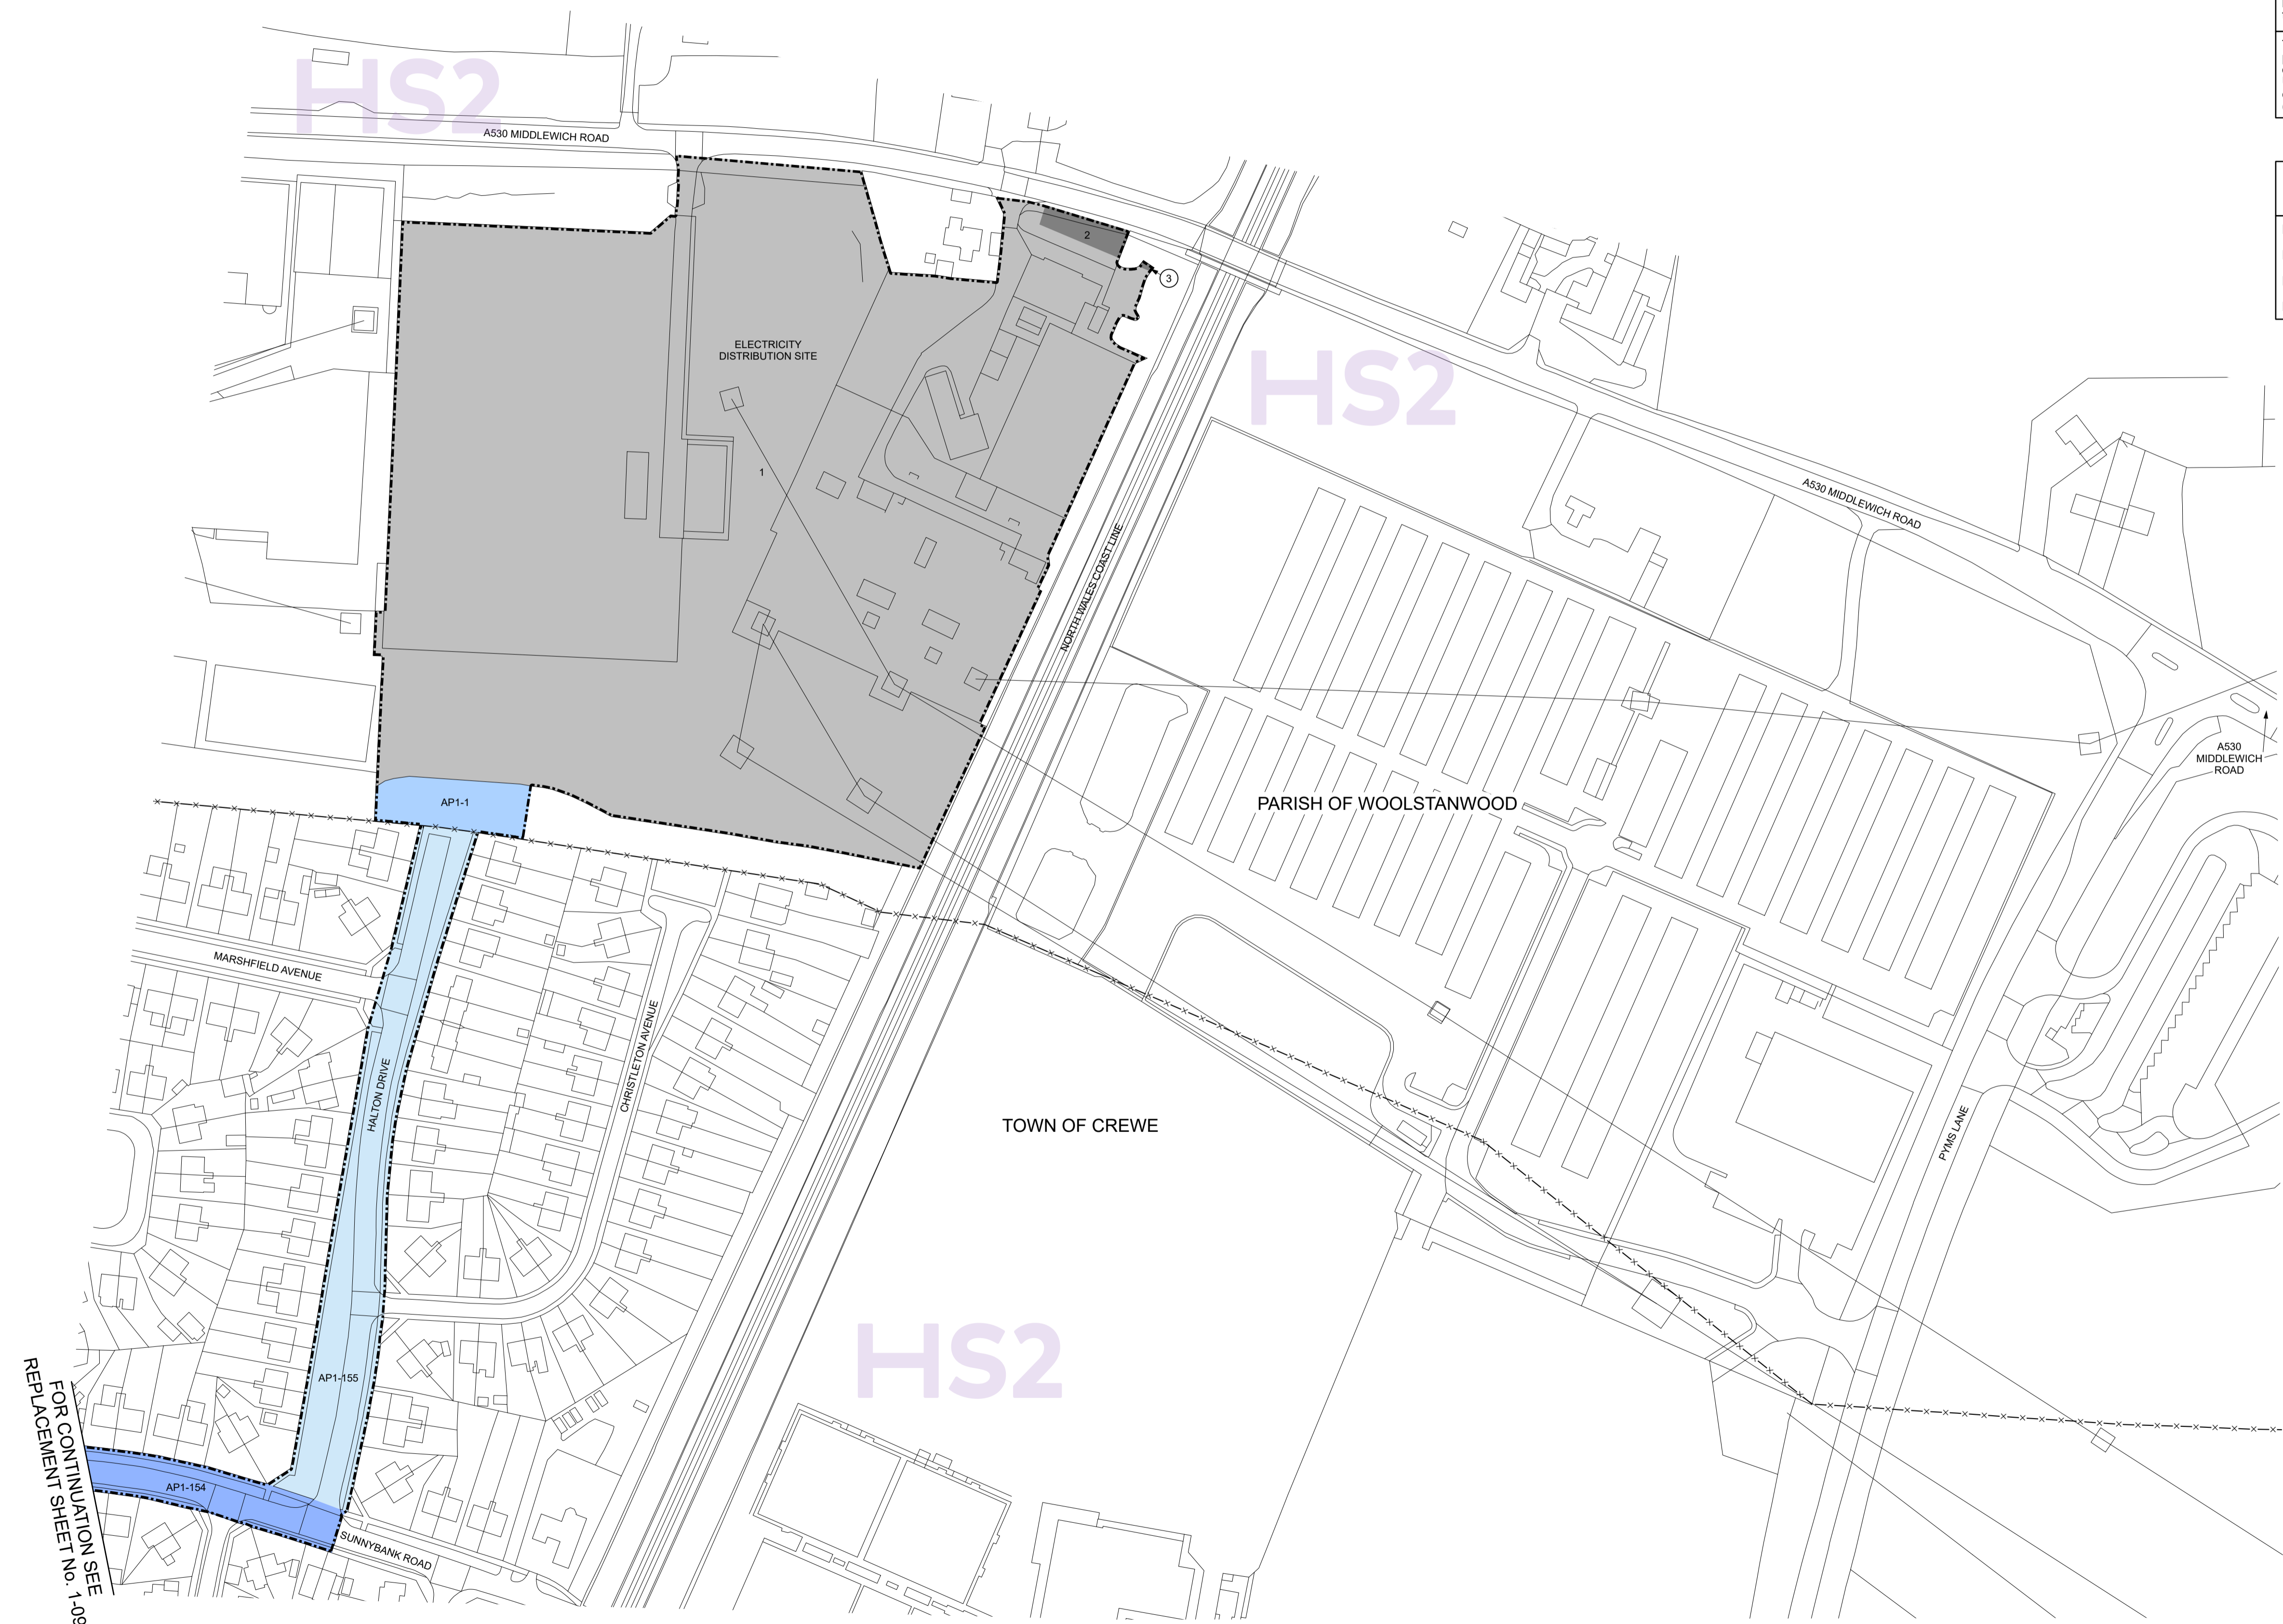 HS2
A530 MIDDLEWICH ROAD
2
3
ELECTRICITY
DISTRIBUTION SITE
HS2
1
A530 MIDDLEWICH ROAD
NORTH WALES COAST LINE
A530
MIDDLEWICH
ROAD
AP1-1
PARISH OF WOOLSTANWOOD
MARSHFIELD AVENUE
CHRISTLETON AVENUE
HALTON DRIVE
TOWN OF CREWE
PYMS LANE
HS2
AP1-155
AP1-154
SUNNYBANK ROAD
FOR CONTINUATION SEE
REPLACEMENT SHEET No. 1-09